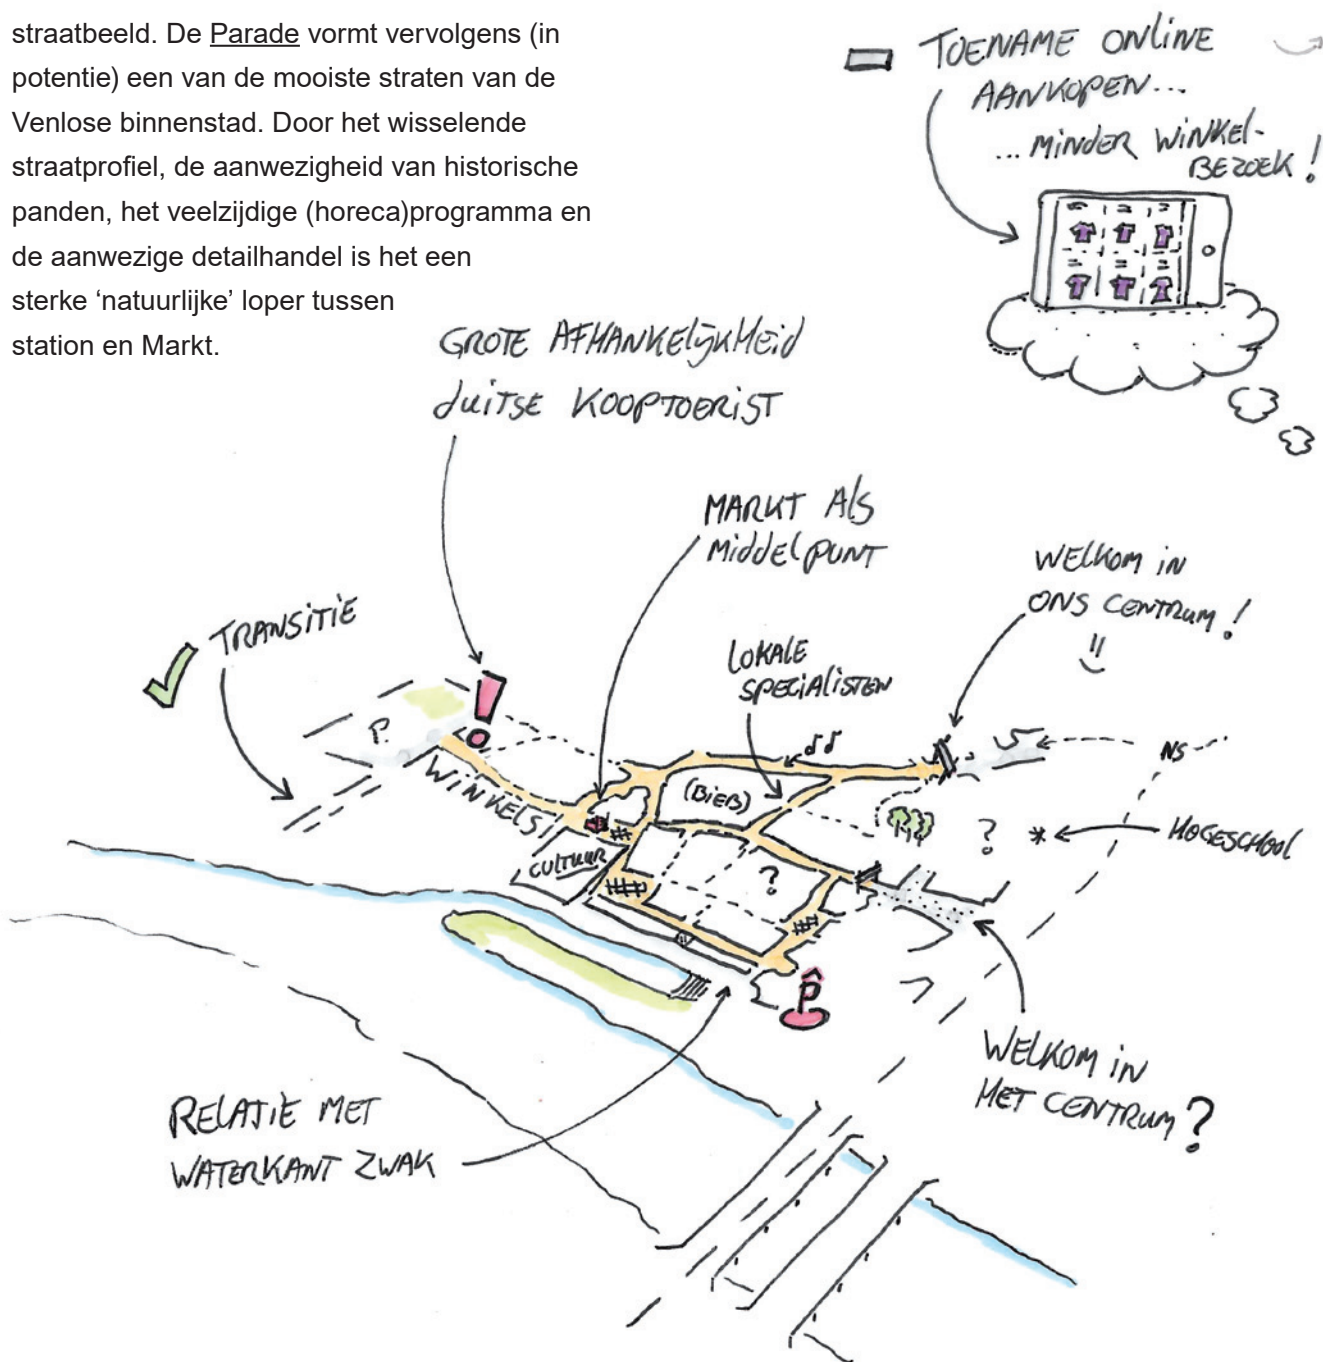 straatbeeld. De Parade vormt vervolgens (in
potentie) een van de mooiste straten van de
Venlose binnenstad. Door het wisselende
straatprofiel, de aanwezigheid van historische
panden, het veelzijdige (horeca)programma en
de aanwezige detailhandel is het een
sterke ‘natuurlijke’ loper tussen
station en Markt.
TOENAME ONLINE
AANKOPEN...
...MINDER WINKEL-
BEZOEK!
GROTE AFHANKELIJKHEID
DUITSE KOOPTOERIST
MARKT ALS
MIDDELPUNT
WELKOM IN
ONS CENTRUM!
TRANSITIE
LOKALE
SPECIALISTEN
P.
WINKELS!
(BIEB)
NS
CULTUUR
?
?
* HOGESCHOOL
P
WELKOM IN
HET CENTRUM?
RELATIE MET
WATERKANT ZWAK